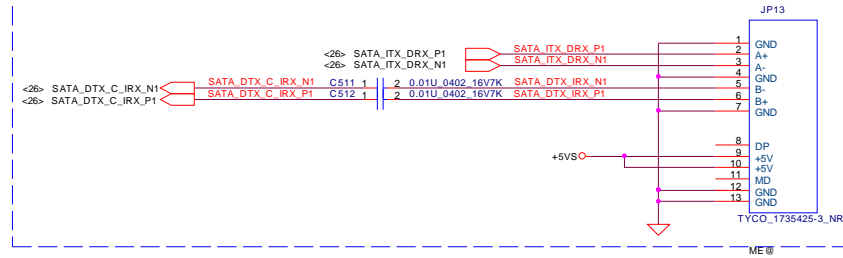 JP13
1 GND
<26> SATA_ITX_DRX_P1 SATA_ITX_DRX_P1 2 A+
<26> SATA_ITX_DRX_N1 SATA_ITX_DRX_N1 3 A-
4 GND
<26> SATA_DTX_C_IRX_N1 SATA_DTX_C_IRX_N1 C511 1 2 0.01U_0402_16V7K SATA_DTX_IRX_N1 5 B-
<26> SATA_DTX_C_IRX_P1 SATA_DTX_C_IRX_P1 C512 1 2 0.01U_0402_16V7K SATA_DTX_IRX_P1 6 B+
7 GND
8 DP
+5VS 9 +5V
10 +5V
11 MD
12 GND
13 GND
TYCO_1735425-3_NR
ME@